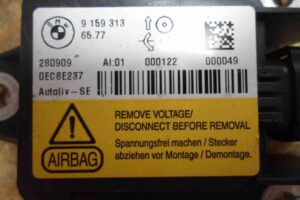 BMW
9 159 313
65 77
280909 AI:01 000122 000049
0EC8E237
Autoliv-SE
REMOVE VOLTAGE/
DISCONNECT BEFORE REMOVAL
Spannungsfrei machen / Stecker
abziehen vor Montage / Demontage.
AIRBAG